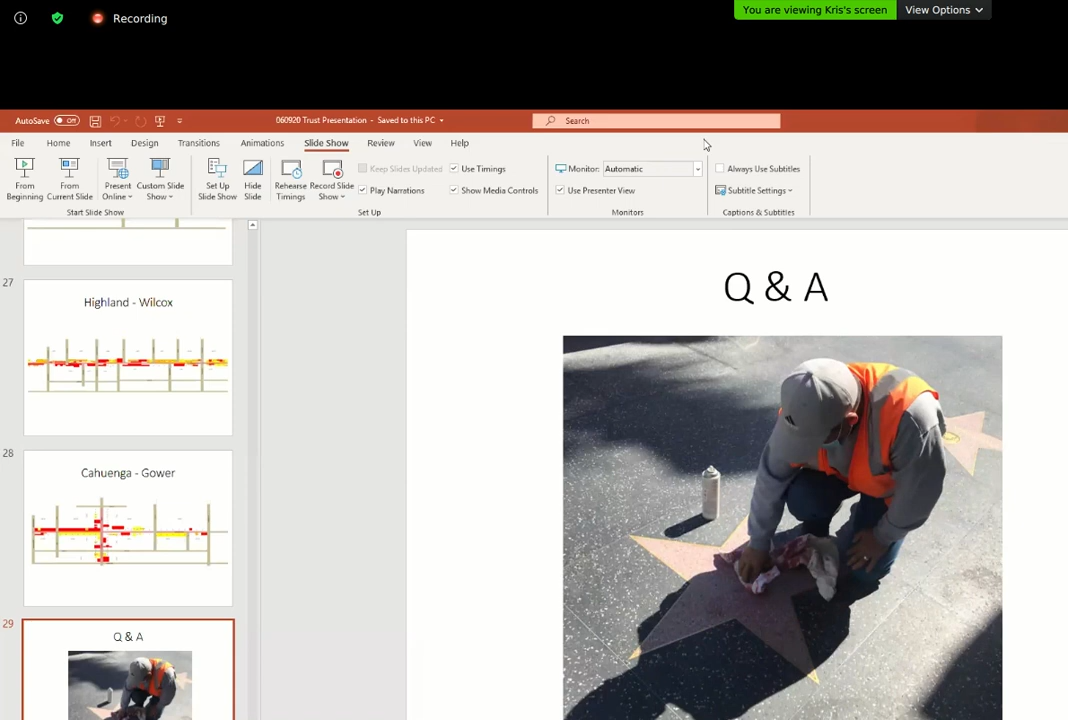 Recording
You are viewing Kris's screen
View Options
AutoSave Off
060920 Trust Presentation - Saved to this PC
Search
File Home Insert Design Transitions Animations Slide Show Review View Help
From Beginning
From Current Slide
Present Online
Custom Slide Show
Set Up Slide Show
Hide Slide
Rehearse Timings
Record Slide Show
Keep Slides Updated
Play Narrations
Use Timings
Show Media Controls
Monitor: Automatic
Use Presenter View
Always Use Subtitles
Subtitle Settings
Start Slide Show
Set Up
Monitors
Captions & Subtitles
27
Highland - Wilcox
28
Cahuenga - Gower
29
Q & A
Q & A